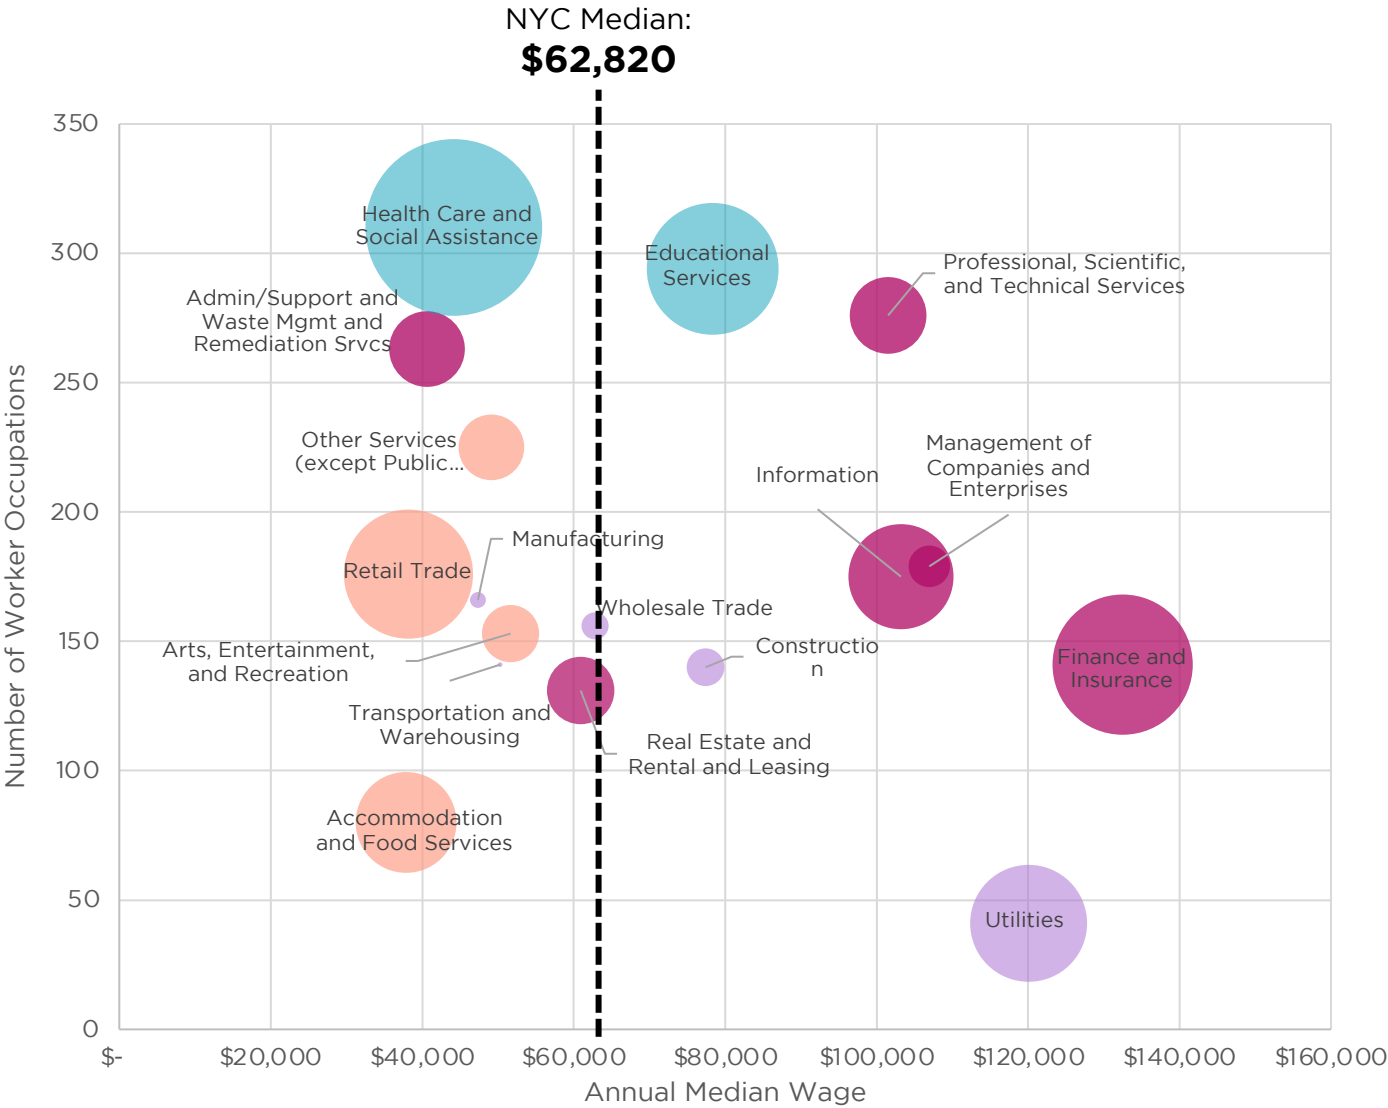 NYC Median:
$62,820
350
300
250
200
150
100
50
0
Number of Worker Occupations
Health Care and
Social Assistance
Educational
Services
Professional, Scientific,
and Technical Services
Admin/Support and
Waste Mgmt and
Remediation Srvcs
Other Services
(except Public...
Management of
Companies and
Enterprises
Information
Manufacturing
Retail Trade
Wholesale Trade
Arts, Entertainment,
and Recreation
Constructio
n
Finance and
Insurance
Transportation and
Warehousing
Real Estate and
Rental and Leasing
Accommodation
and Food Services
Utilities
$-
$20,000
$40,000
$60,000
$80,000
$100,000
$120,000
$140,000
$160,000
Annual Median Wage